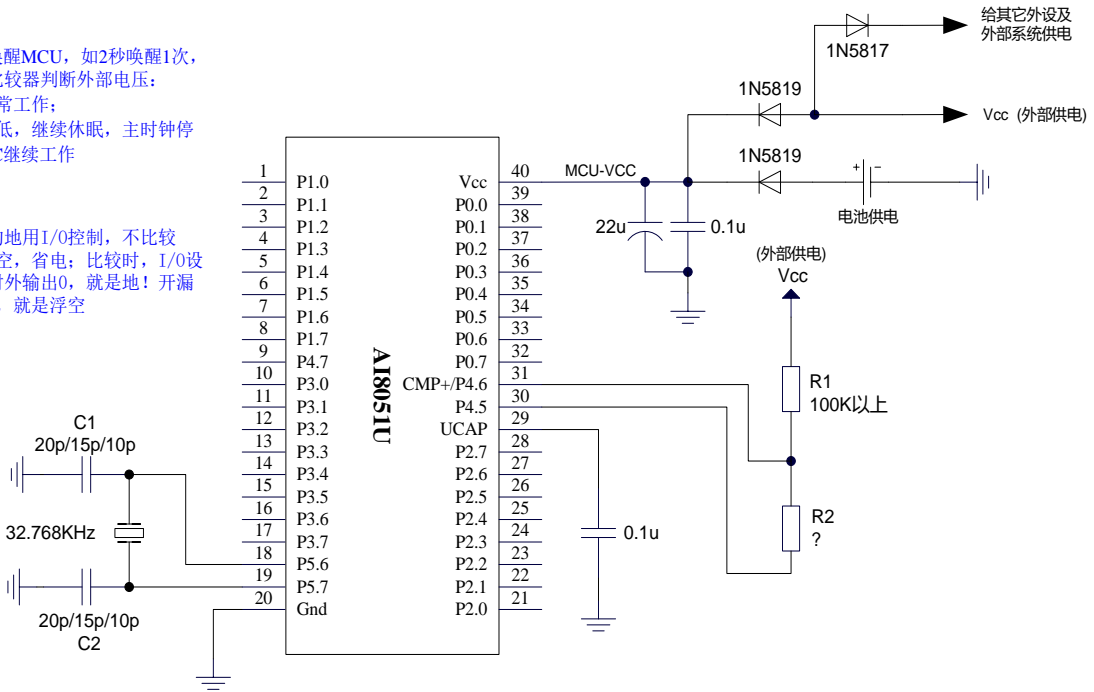 给其它外设及
外部系统供电
1N5817
醒MCU，如2秒唤醒1次，
比较器判断外部电压：
常工作；
低，继续休眠，主时钟停
C继续工作
1N5819
Vcc (外部供电)
1N5819
+ -
电池供电
MCU-VCC
22u
0.1u
地用I/O控制，不比较
空，省电；比较时，I/O设
对外输出0，就是地！开漏
就是浮空
(外部供电)
Vcc
R1
100K以上
R2
?
AI8051U
1 P1.0
2 P1.1
3 P1.2
4 P1.3
5 P1.4
6 P1.5
7 P1.6
8 P1.7
9 P4.7
10 P3.0
11 P3.1
12 P3.2
13 P3.3
14 P3.4
15 P3.5
16 P3.6
17 P3.7
18 P5.6
19 P5.7
20 Gnd
Vcc 40
P0.0 39
P0.1 38
P0.2 37
P0.3 36
P0.4 35
P0.5 34
P0.6 33
P0.7 32
CMP+/P4.6 31
P4.5 30
UCAP 29
P2.7 28
P2.6 27
P2.5 26
P2.4 25
P2.3 24
P2.2 23
P2.1 22
P2.0 21
0.1u
C1
20p/15p/10p
32.768KHz
20p/15p/10p
C2